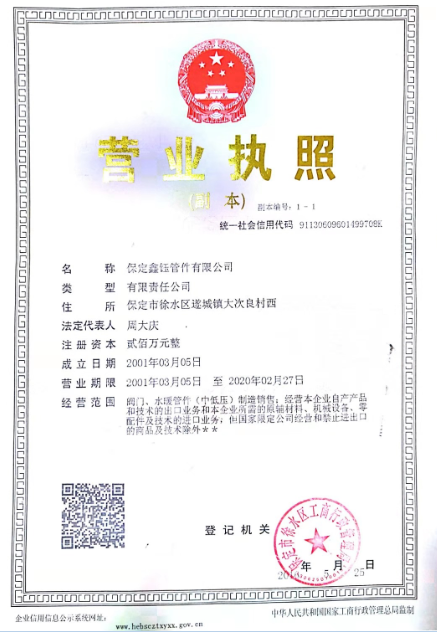 营业执照
(副本)
副本编号：1－1
统一社会信用代码 91130609601499708K
名称 保定鑫钰管件有限公司
类型 有限责任公司
住所 保定市徐水区遂城镇大次良村西
法定代表人 周大庆
注册资本 贰佰万元整
成立日期 2001年03月05日
营业期限 2001年03月05日 至 2020年02月27日
经营范围 阀门、水暖管件（中低压）制造销售；经营本企业自产产品
和技术的出口业务和本企业所需的原辅材料、机械设备、零
配件及技术的进口业务；但国家限定公司经营和禁止进出口
的商品及技术除外＊＊
登记机关
保定市徐水区工商行政管理局
年 5月 25日
企业信用信息公示系统网址：
www.hebscztxyxx.gov.cn
中华人民共和国国家工商行政管理总局监制